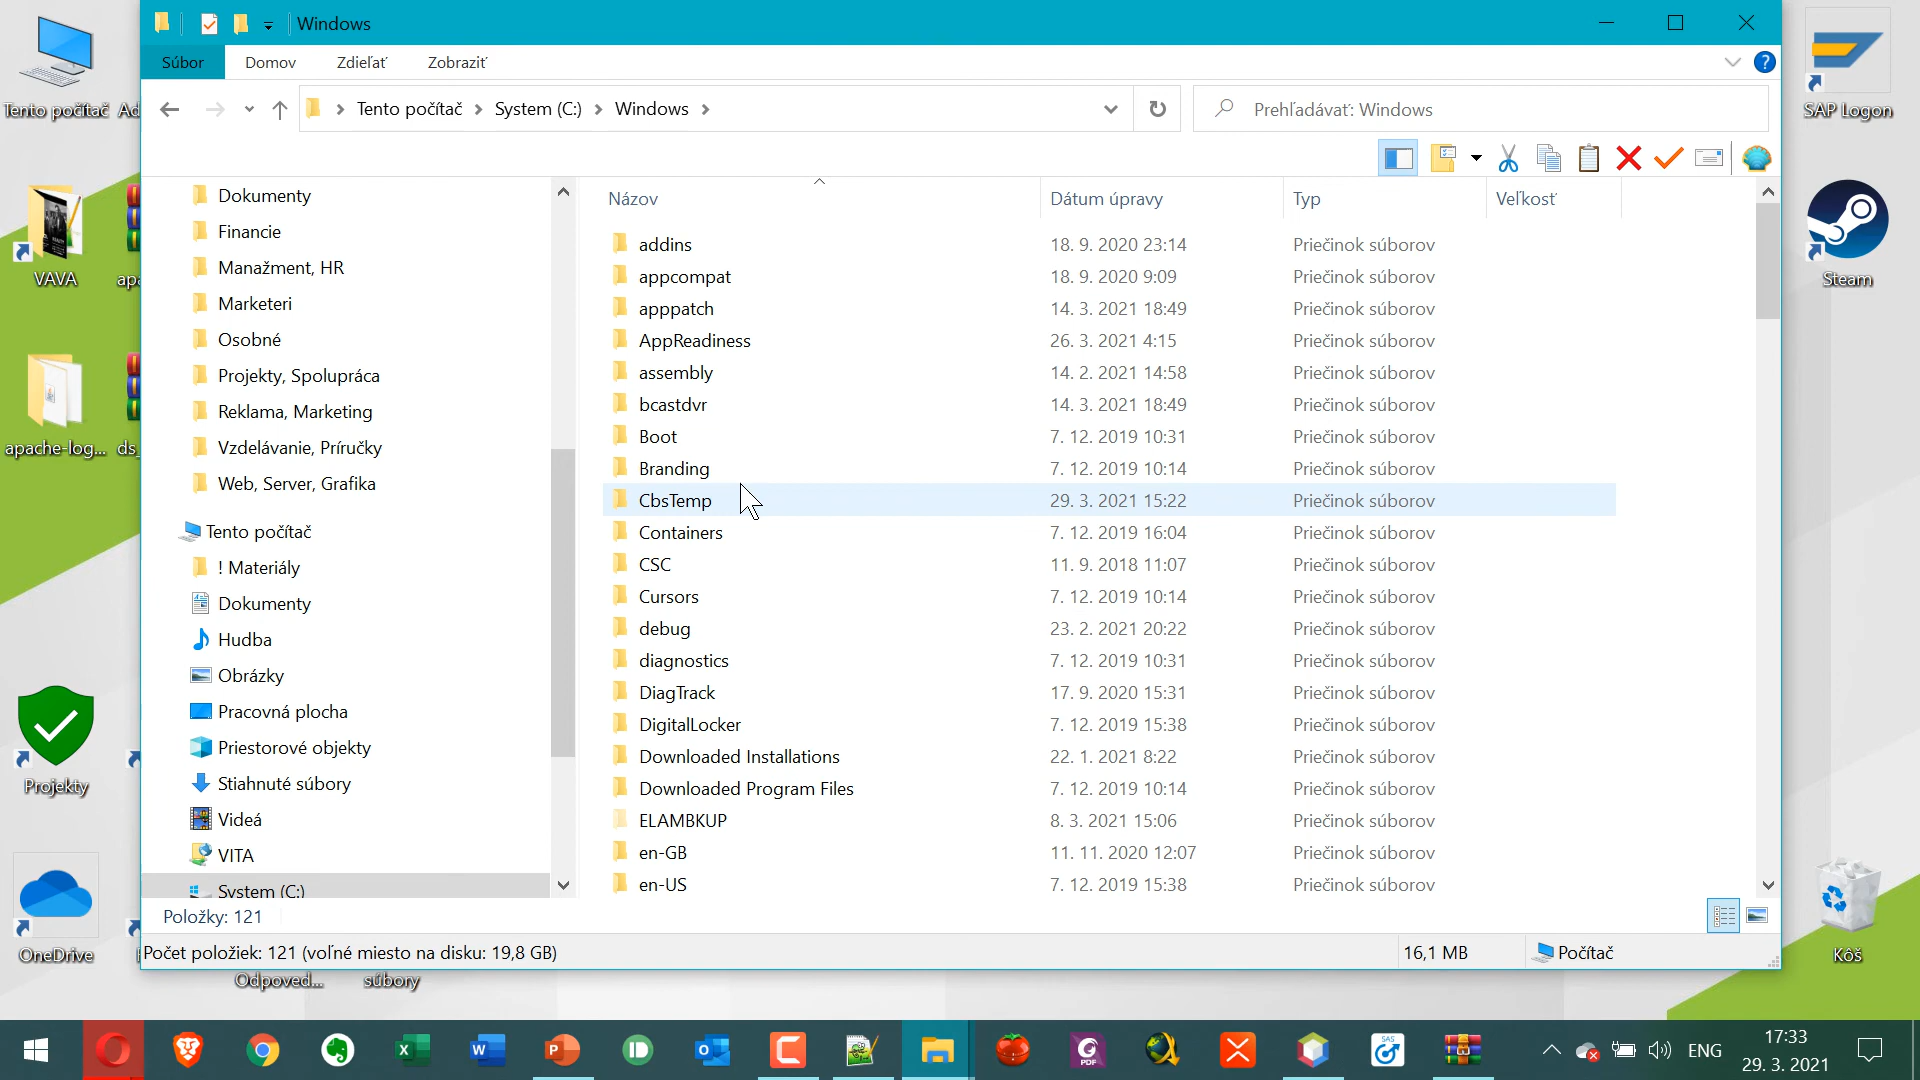 Windows
Súbor Domov Zdieľať Zobraziť
Tento počítač System (C:) Windows
Prehľadávať: Windows
Názov Dátum úpravy Typ Veľkosť
Dokumenty
Financie
Manažment, HR
Marketeri
Osobné
Projekty, Spolupráca
Reklama, Marketing
Vzdelávanie, Príručky
Web, Server, Grafika
Tento počítač
! Materiály
Dokumenty
Hudba
Obrázky
Pracovná plocha
Priestorové objekty
Stiahnuté súbory
Videá
VITA
System (C:)
addins 18. 9. 2020 23:14 Priečinok súborov
appcompat 18. 9. 2020 9:09 Priečinok súborov
apppatch 14. 3. 2021 18:49 Priečinok súborov
AppReadiness 26. 3. 2021 4:15 Priečinok súborov
assembly 14. 2. 2021 14:58 Priečinok súborov
bcastdvr 14. 3. 2021 18:49 Priečinok súborov
Boot 7. 12. 2019 10:31 Priečinok súborov
Branding 7. 12. 2019 10:14 Priečinok súborov
CbsTemp 29. 3. 2021 15:22 Priečinok súborov
Containers 7. 12. 2019 16:04 Priečinok súborov
CSC 11. 9. 2018 11:07 Priečinok súborov
Cursors 7. 12. 2019 10:14 Priečinok súborov
debug 23. 2. 2021 20:22 Priečinok súborov
diagnostics 7. 12. 2019 10:31 Priečinok súborov
DiagTrack 17. 9. 2020 15:31 Priečinok súborov
DigitalLocker 7. 12. 2019 15:38 Priečinok súborov
Downloaded Installations 22. 1. 2021 8:22 Priečinok súborov
Downloaded Program Files 7. 12. 2019 10:14 Priečinok súborov
ELAMBKUP 8. 3. 2021 15:06 Priečinok súborov
en-GB 11. 11. 2020 12:07 Priečinok súborov
en-US 7. 12. 2019 15:38 Priečinok súborov
Položky: 121
Počet položiek: 121 (voľné miesto na disku: 19,8 GB) 16,1 MB Počítač
Tento počítač Ad
VAVA apa
apache-log... ds_
Projekty
OneDrive
Odpoved... súbory
SAP Logon
Steam
Kôš
ENG
17:33
29. 3. 2021